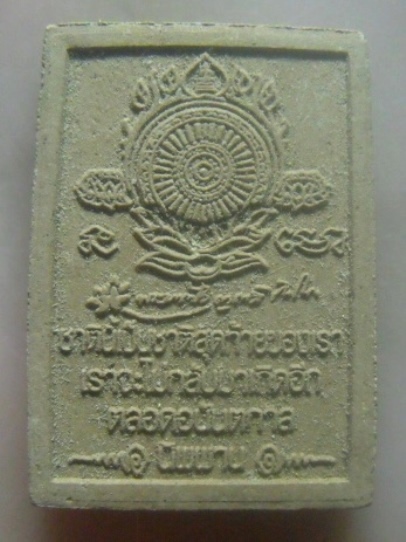 ชาตินี้เป็นชาติสุดท้ายของเรา
เราจะไม่กลับมาเกิดอีก
ตลอดอนันตกาล
นิพพาน